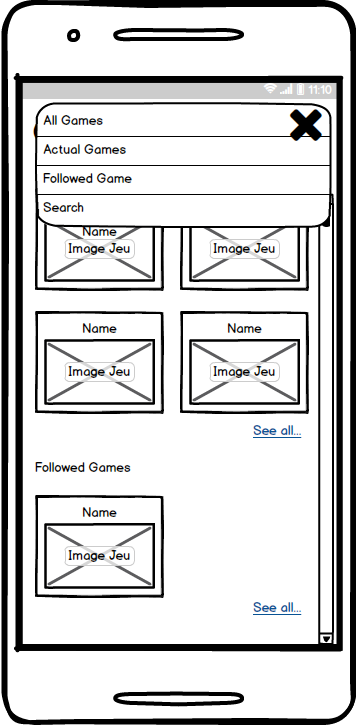 11:10
All Games
Actual Games
Followed Game
Search
Name
Image Jeu Image Jeu
Name Name
Image Jeu Image Jeu
See all...
Followed Games
Name
Image Jeu
See all...